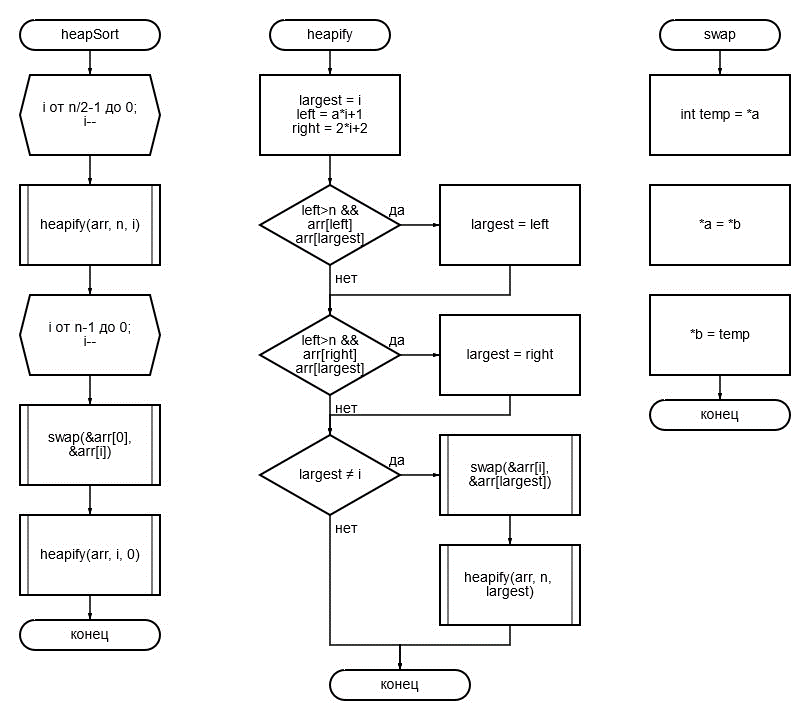 heapSort
i от n/2-1 до 0;
i--
heapify(arr, n, i)
i от n-1 до 0;
i--
swap(&arr[0],
&arr[i])
heapify(arr, i, 0)
конец
heapify
largest = i
left = a*i+1
right = 2*i+2
left>n &&
arr[left]
arr[largest]
да
largest = left
нет
left>n &&
arr[right]
arr[largest]
да
largest = right
нет
largest ≠ i
да
swap(&arr[i],
&arr[largest])
нет
heapify(arr, n,
largest)
конец
swap
int temp = *a
*a = *b
*b = temp
конец